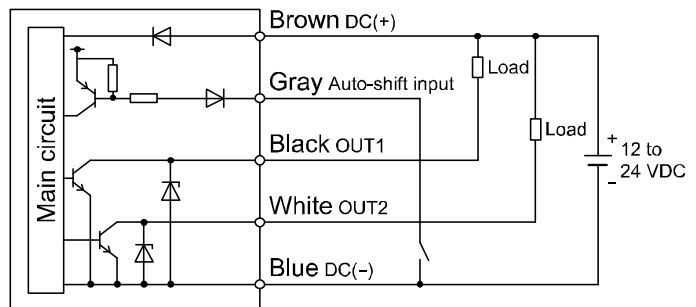 Main circuit
Brown DC(+)
Gray Auto-shift input
Black OUT1
White OUT2
Blue DC(−)
Load
Load
+
12 to
24 VDC
-